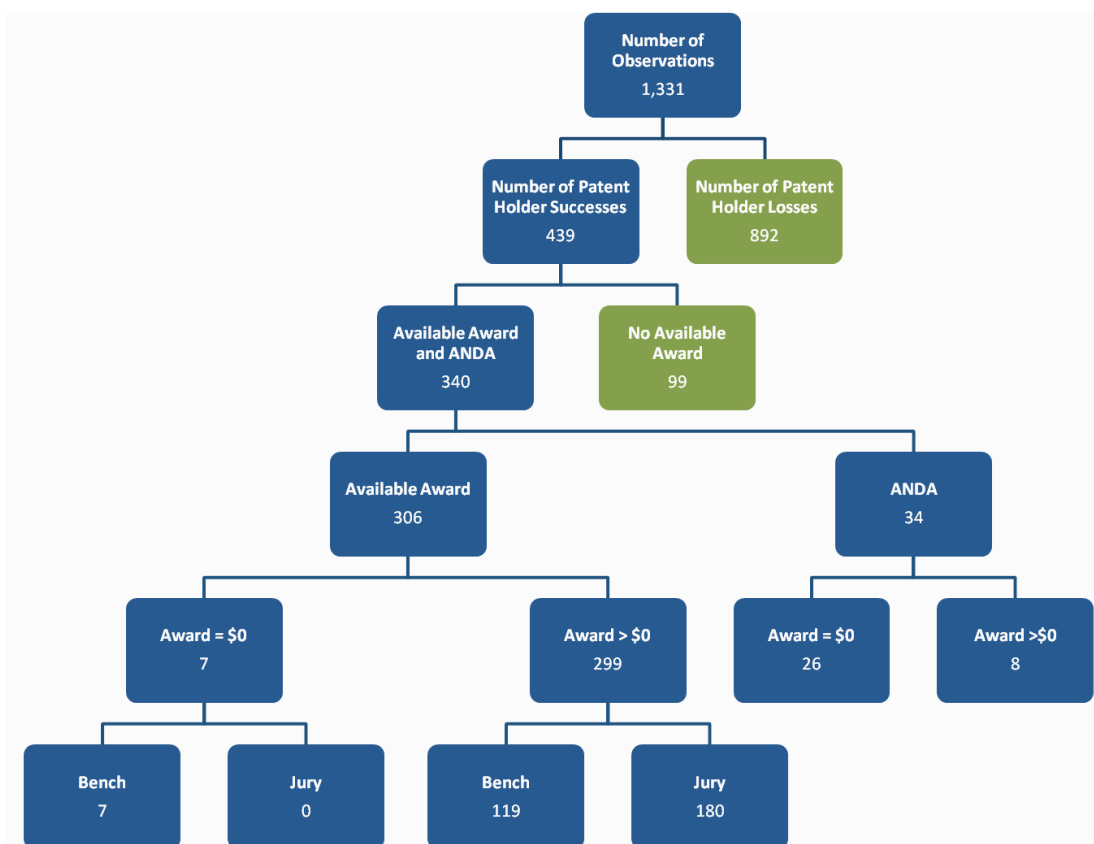 Number of
Observations
1,331
Number of Patent
Holder Successes
439
Number of Patent
Holder Losses
892
Available Award
and ANDA
340
No Available
Award
99
Available Award
306
ANDA
34
Award = $0
7
Award > $0
299
Award = $0
26
Award >$0
8
Bench
7
Jury
0
Bench
119
Jury
180